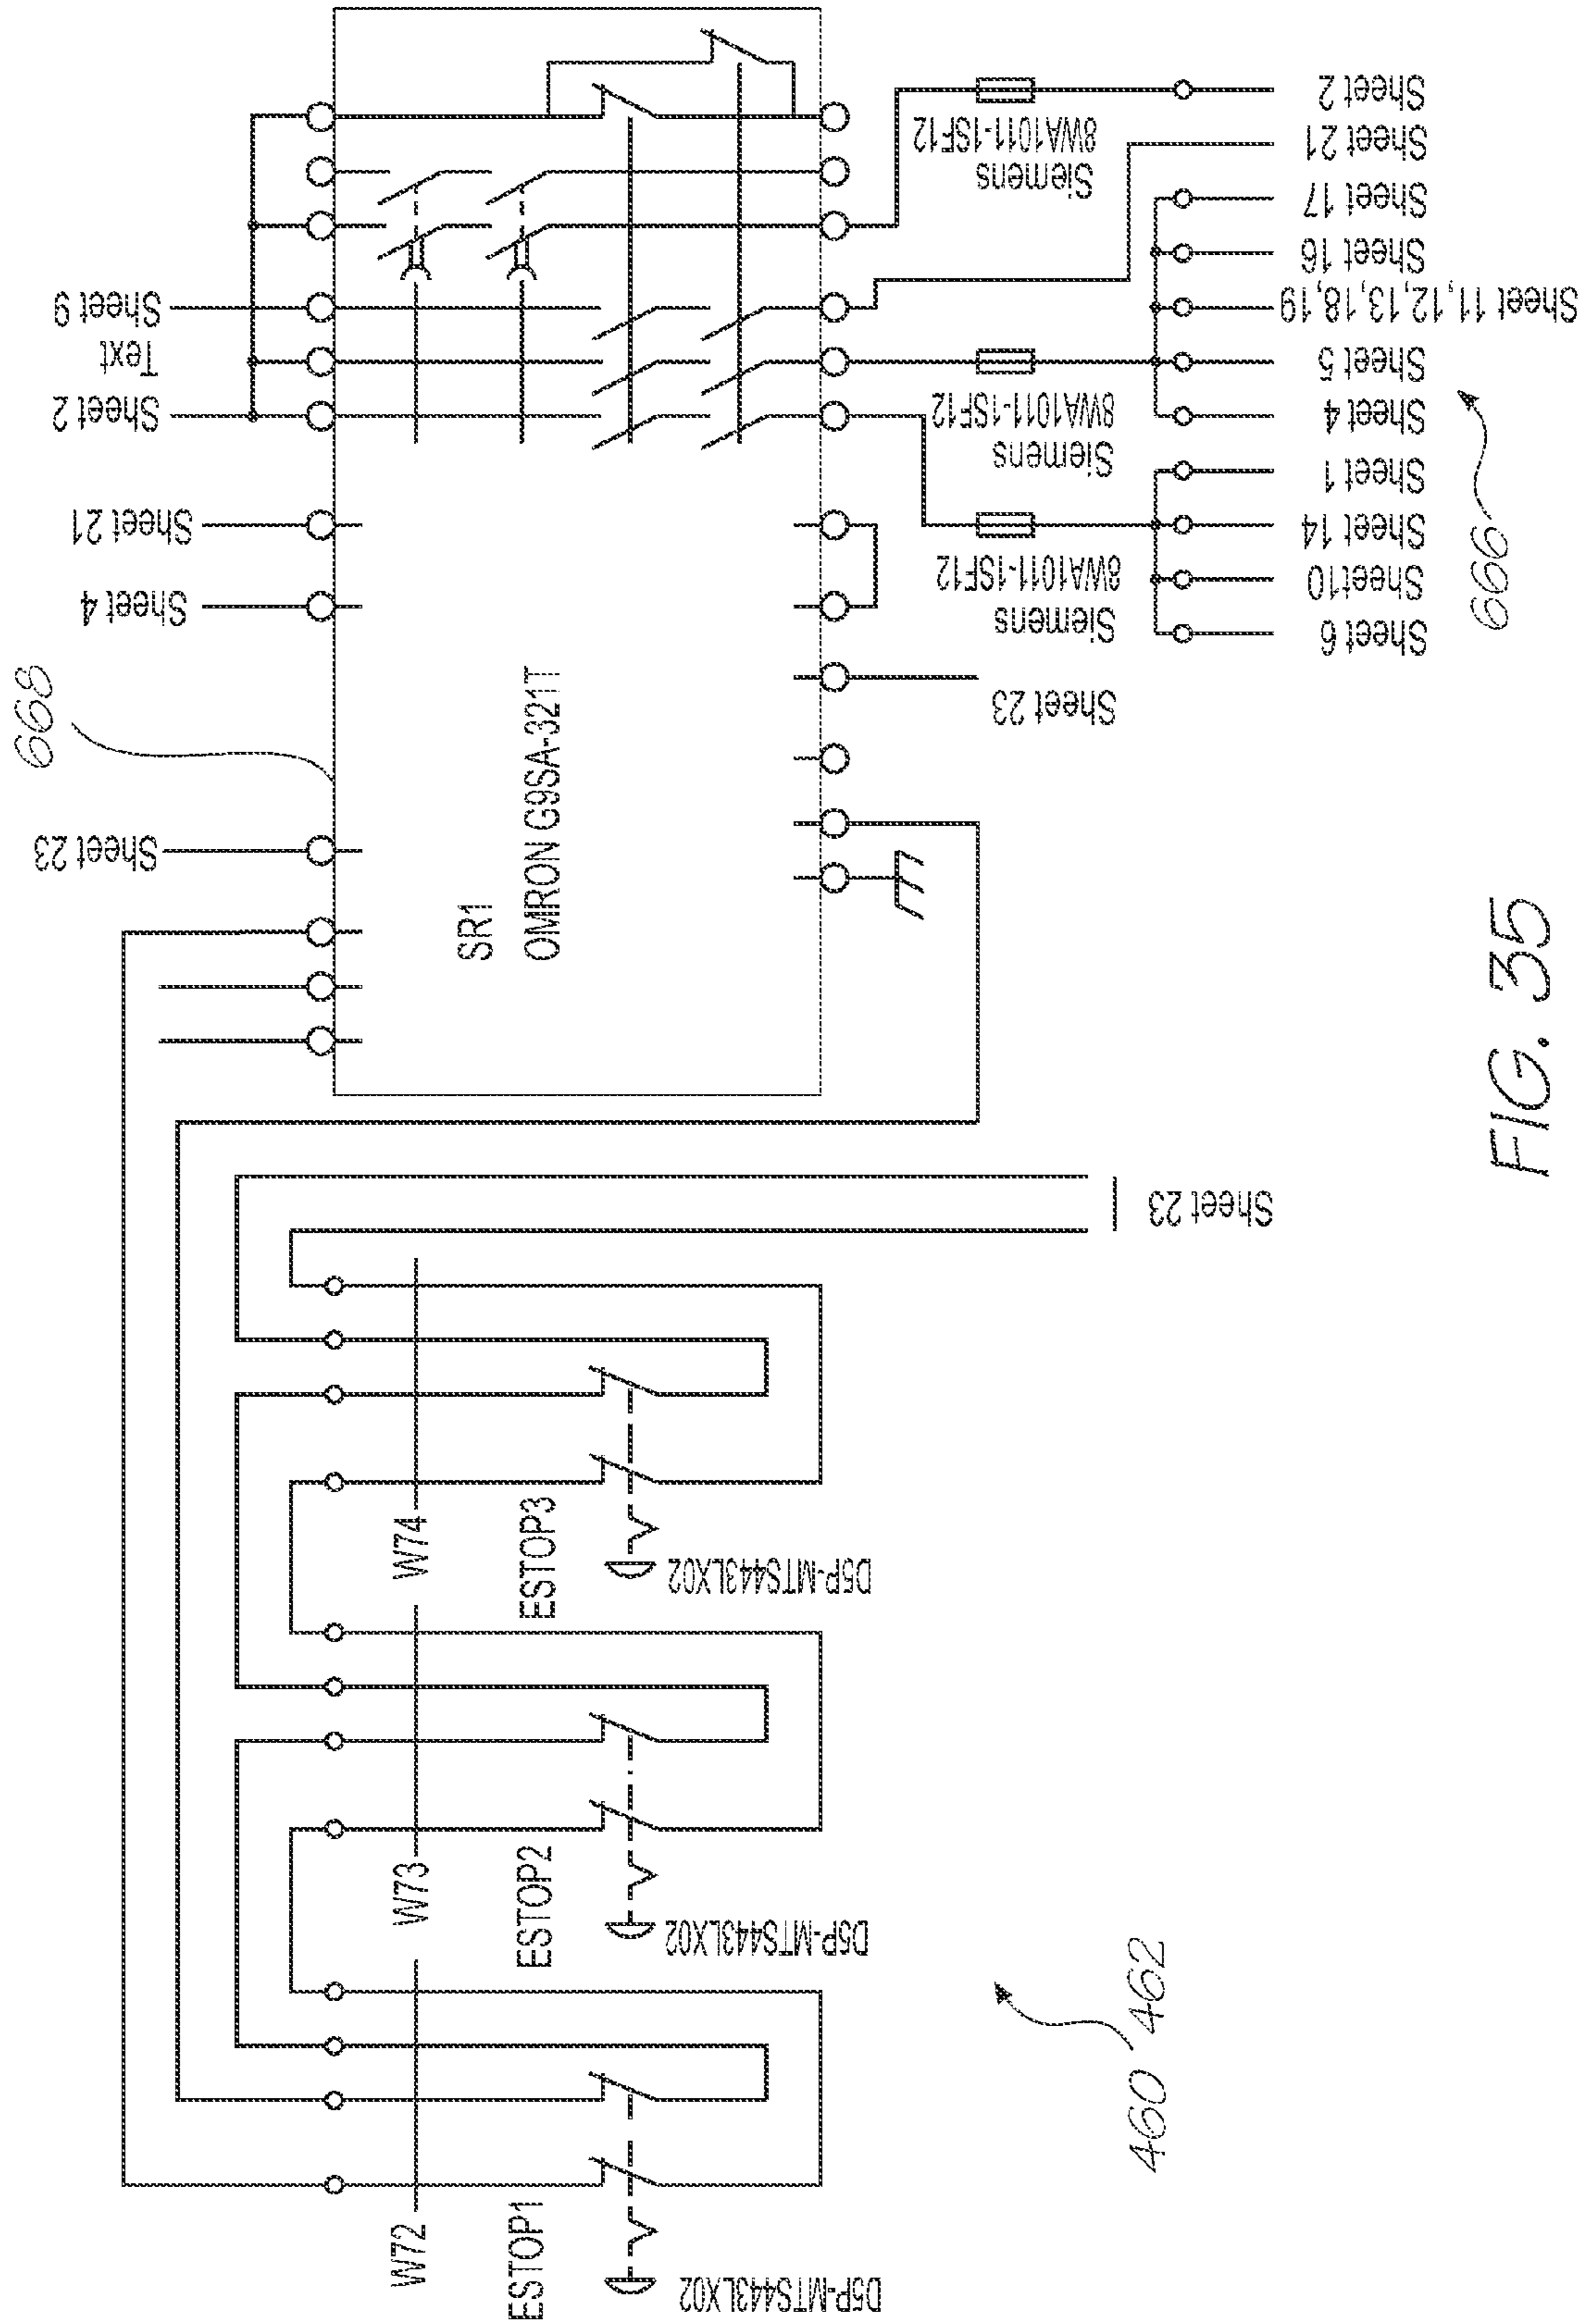 668
Sheet 23
Sheet 4
Sheet 21
Sheet 2
Text
Sheet 9
SR1
OMRON G9SA-321T
W72
W73
W74
ESTOP1
ESTOP2
ESTOP3
D5P-MTS443LX02
D5P-MTS443LX02
D5P-MTS443LX02
Siemens
8WA1011-1SF12
Siemens
8WA1011-1SF12
Siemens
8WA1011-1SF12
Sheet 23
Sheet 23
Sheet 6
Sheet10
Sheet 14
Sheet 1
Sheet 4
Sheet 5
Sheet 11,12,13,18,19
Sheet 16
Sheet 17
Sheet 21
Sheet 2
460 462
666
FIG. 35